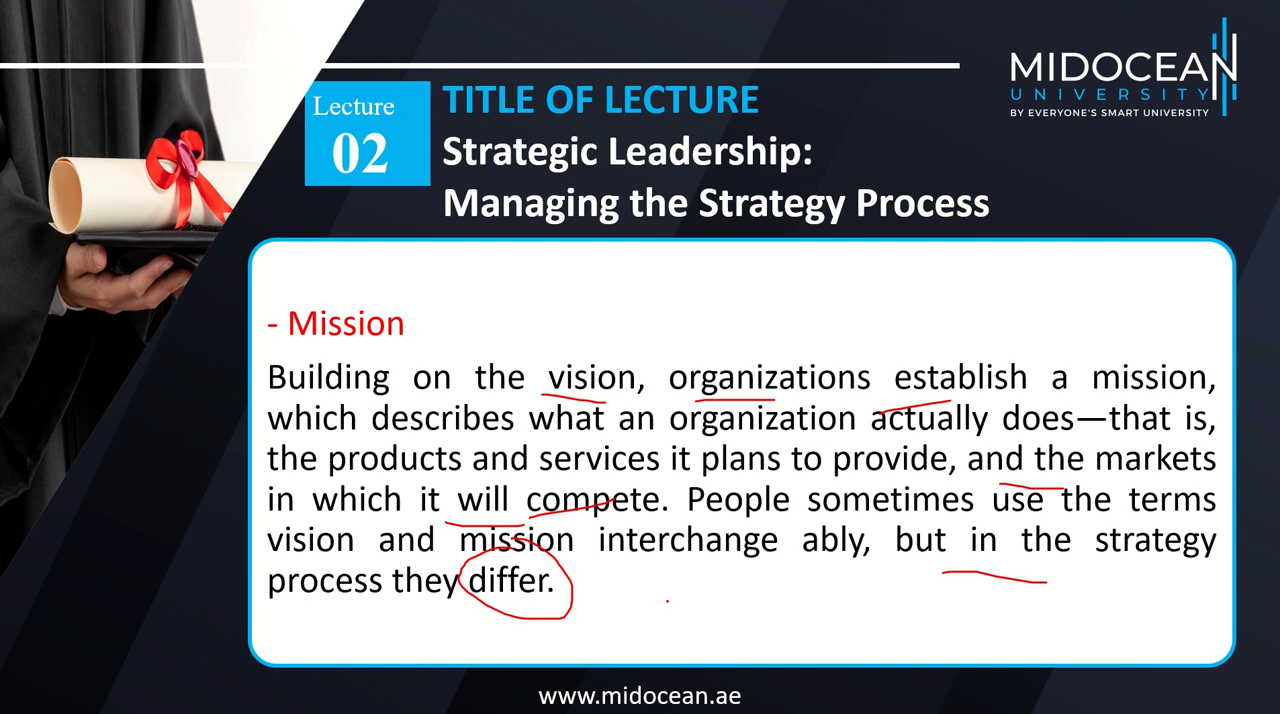 MIDOCEAN
UNIVERSITY
BY EVERYONE'S SMART UNIVERSITY
Lecture
02
TITLE OF LECTURE
Strategic Leadership:
Managing the Strategy Process
- Mission
Building on the vision, organizations establish a mission,
which describes what an organization actually does—that is,
the products and services it plans to provide, and the markets
in which it will compete. People sometimes use the terms
vision and mission interchange ably, but in the strategy
process they differ.
www.midocean.ae